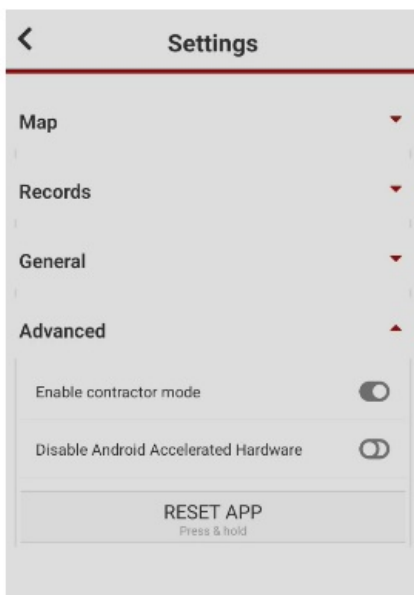 Settings
Map
Records
General
Advanced
Enable contractor mode
Disable Android Accelerated Hardware
RESET APP
Press & hold